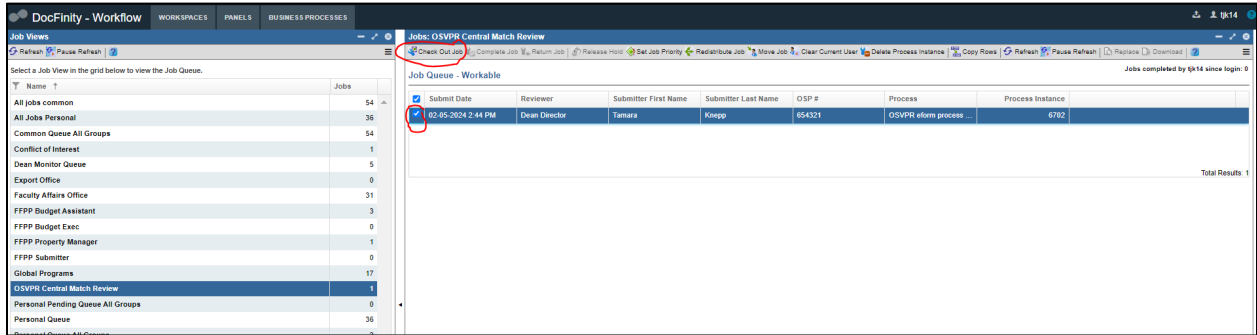 DocFinity - Workflow WORKSPACES PANELS BUSINESS PROCESSES tjk14
Job Views
Refresh Pause Refresh
Select a Job View in the grid below to view the Job Queue.
Name Jobs
All jobs common 54
All Jobs Personal 36
Common Queue All Groups 54
Conflict of Interest 1
Dean Monitor Queue 5
Export Office 0
Faculty Affairs Office 31
FFPP Budget Assistant 3
FFPP Budget Exec 0
FFPP Property Manager 1
FFPP Submitter 0
Global Programs 17
OSVPR Central Match Review 1
Personal Pending Queue All Groups 0
Personal Queue 36
Personal Queue All Groups
Jobs: OSVPR Central Match Review
Check Out Job Complete Job Return Job Release Hold Set Job Priority Redistribute Job Move Job Clear Current User Delete Process Instance Copy Rows Refresh Pause Refresh Replace Download
Jobs completed by tjk14 since login: 0
Job Queue - Workable
Submit Date Reviewer Submitter First Name Submitter Last Name OSP # Process Process Instance
02-05-2024 2:44 PM Dean Director Tamara Knepp 654321 OSVPR eform process ... 6702
Total Results: 1